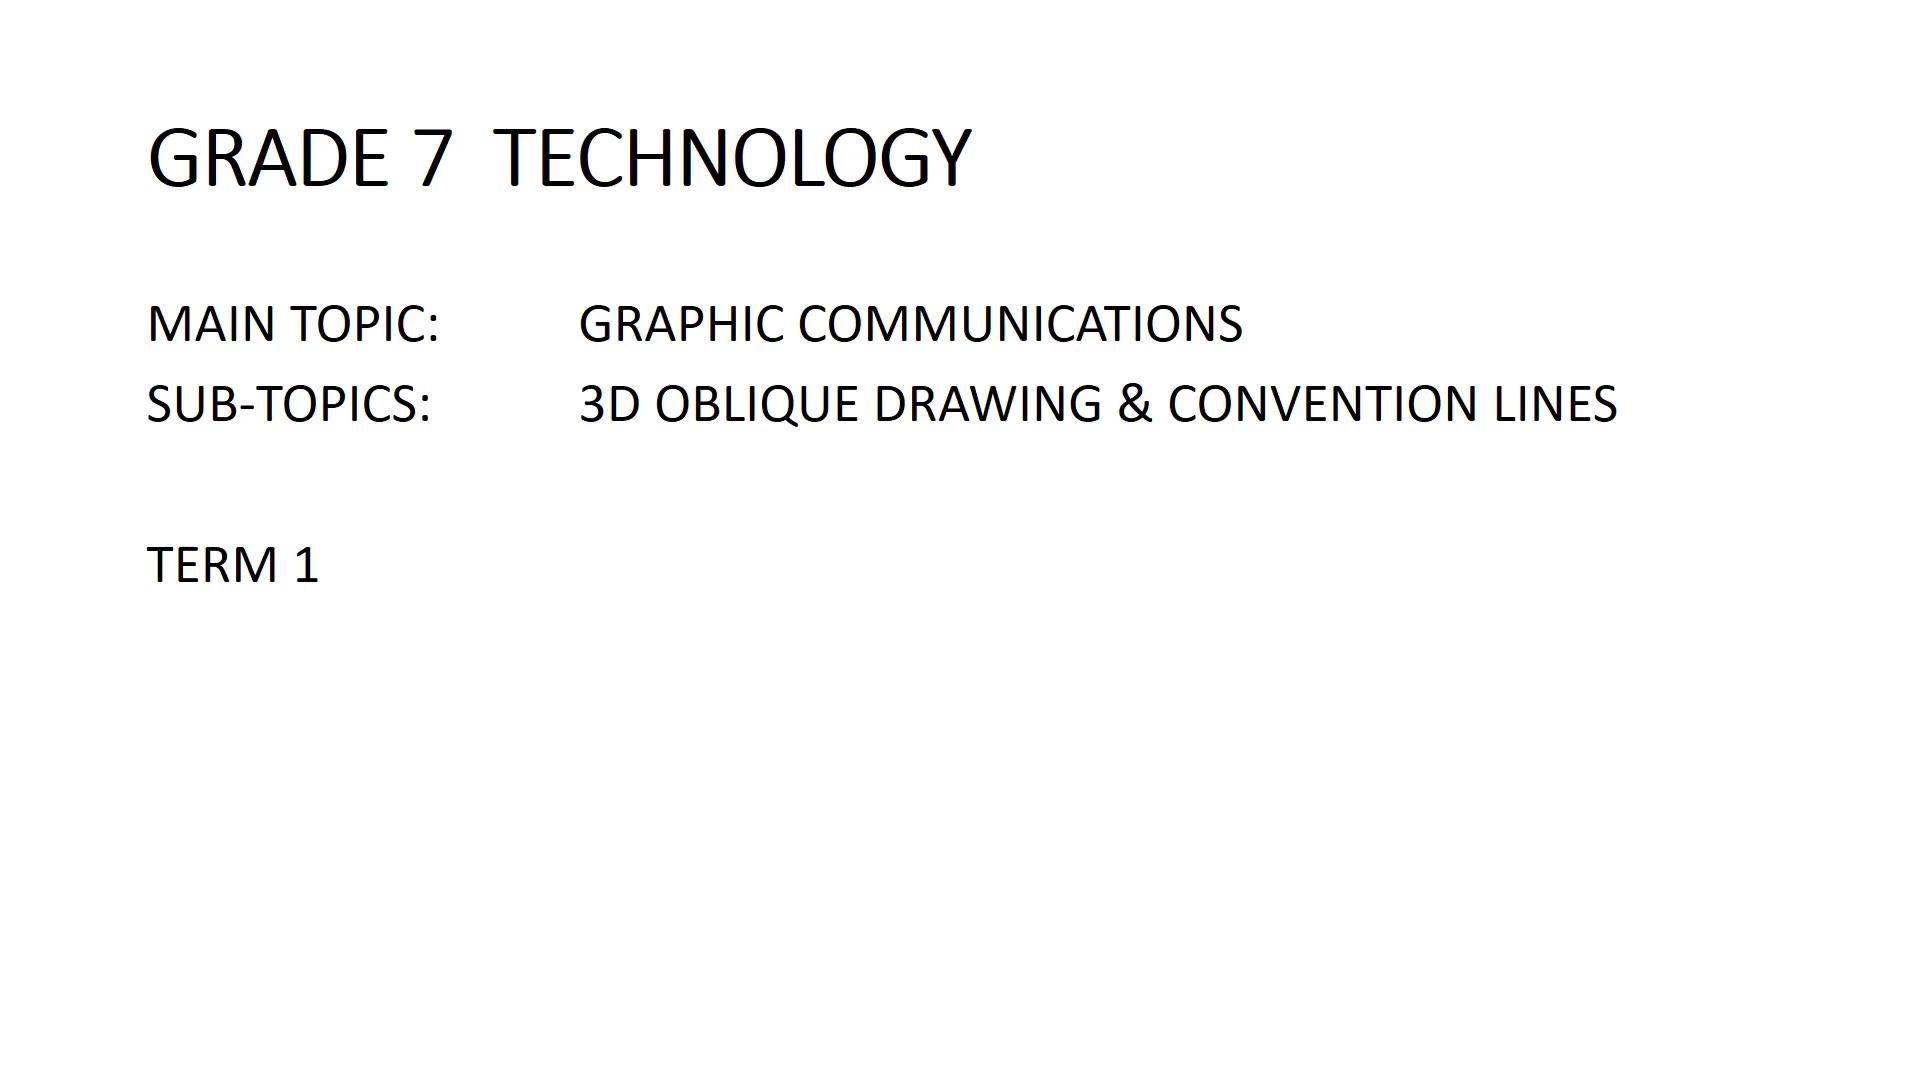 GRADE 7  TECHNOLOGY
MAIN TOPIC: GRAPHIC COMMUNICATIONS
SUB-TOPICS: 3D OBLIQUE DRAWING & CONVENTION LINES
TERM 1